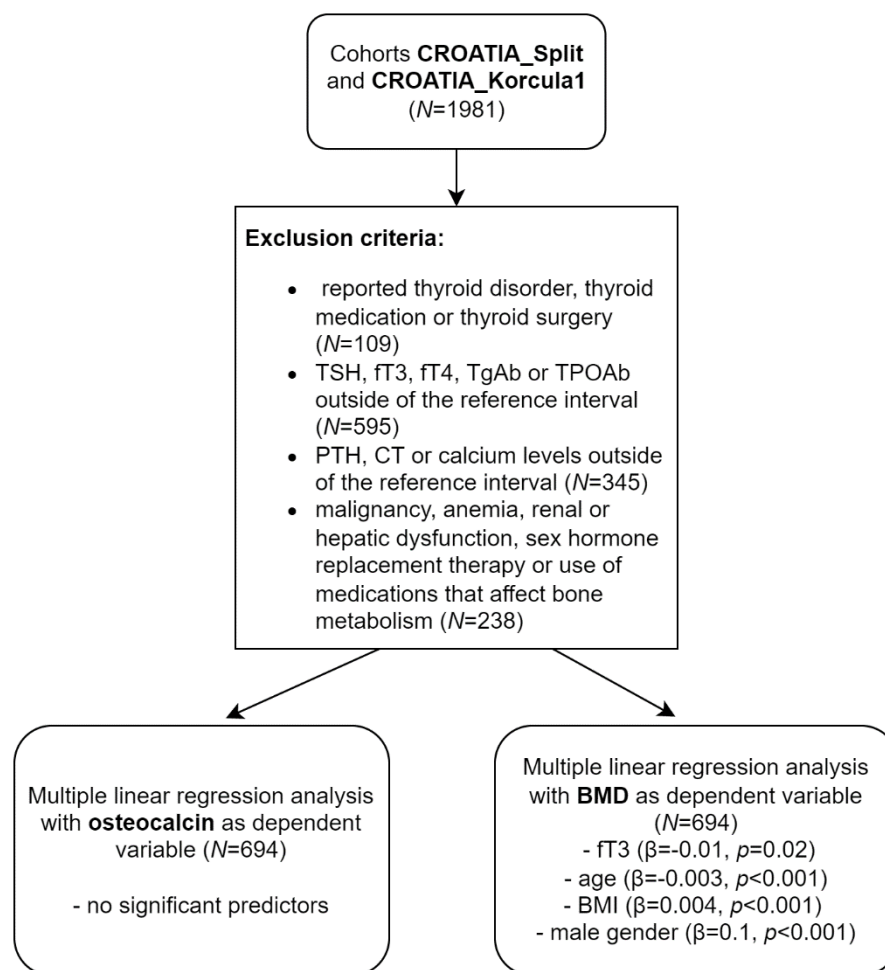 Cohorts CROATIA_Split
and CROATIA_Korcula1
(N=1981)
Exclusion criteria:
• reported thyroid disorder, thyroid
medication or thyroid surgery
(N=109)
• TSH, fT3, fT4, TgAb or TPOAb
outside of the reference interval
(N=595)
• PTH, CT or calcium levels outside
of the reference interval (N=345)
• malignancy, anemia, renal or
hepatic dysfunction, sex hormone
replacement therapy or use of
medications that affect bone
metabolism (N=238)
Multiple linear regression analysis
with osteocalcin as dependent
variable (N=694)
- no significant predictors
Multiple linear regression analysis
with BMD as dependent variable
(N=694)
- fT3 (β=-0.01, p=0.02)
- age (β=-0.003, p<0.001)
- BMI (β=0.004, p<0.001)
- male gender (β=0.1, p<0.001)